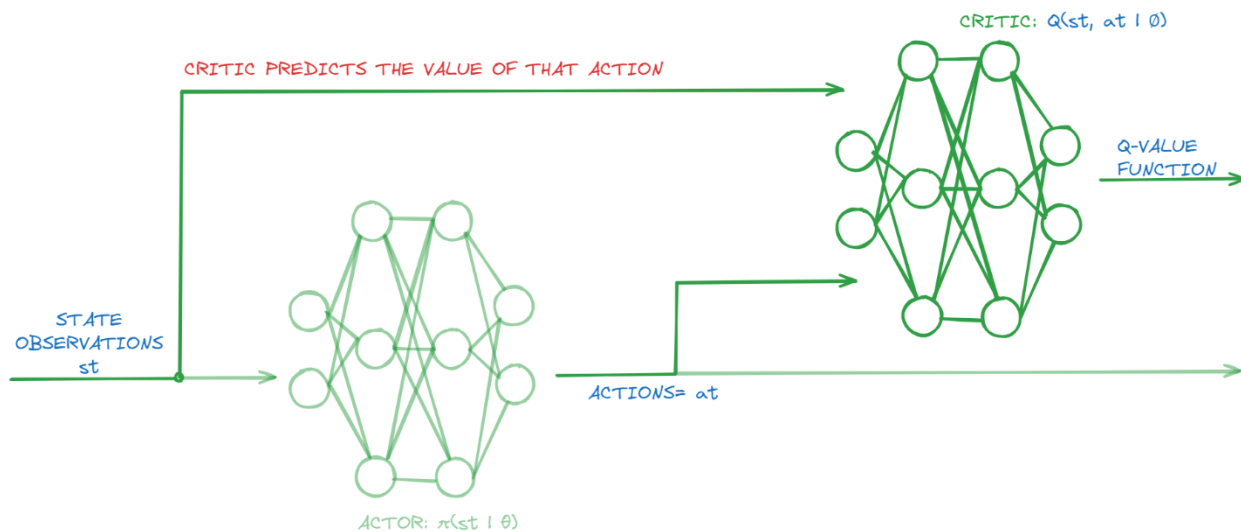 CRITIC: Q(st, at | Ø)
CRITIC PREDICTS THE VALUE OF THAT ACTION
Q-VALUE
FUNCTION
STATE
OBSERVATIONS
st
ACTIONS= at
ACTOR: π(st | θ)